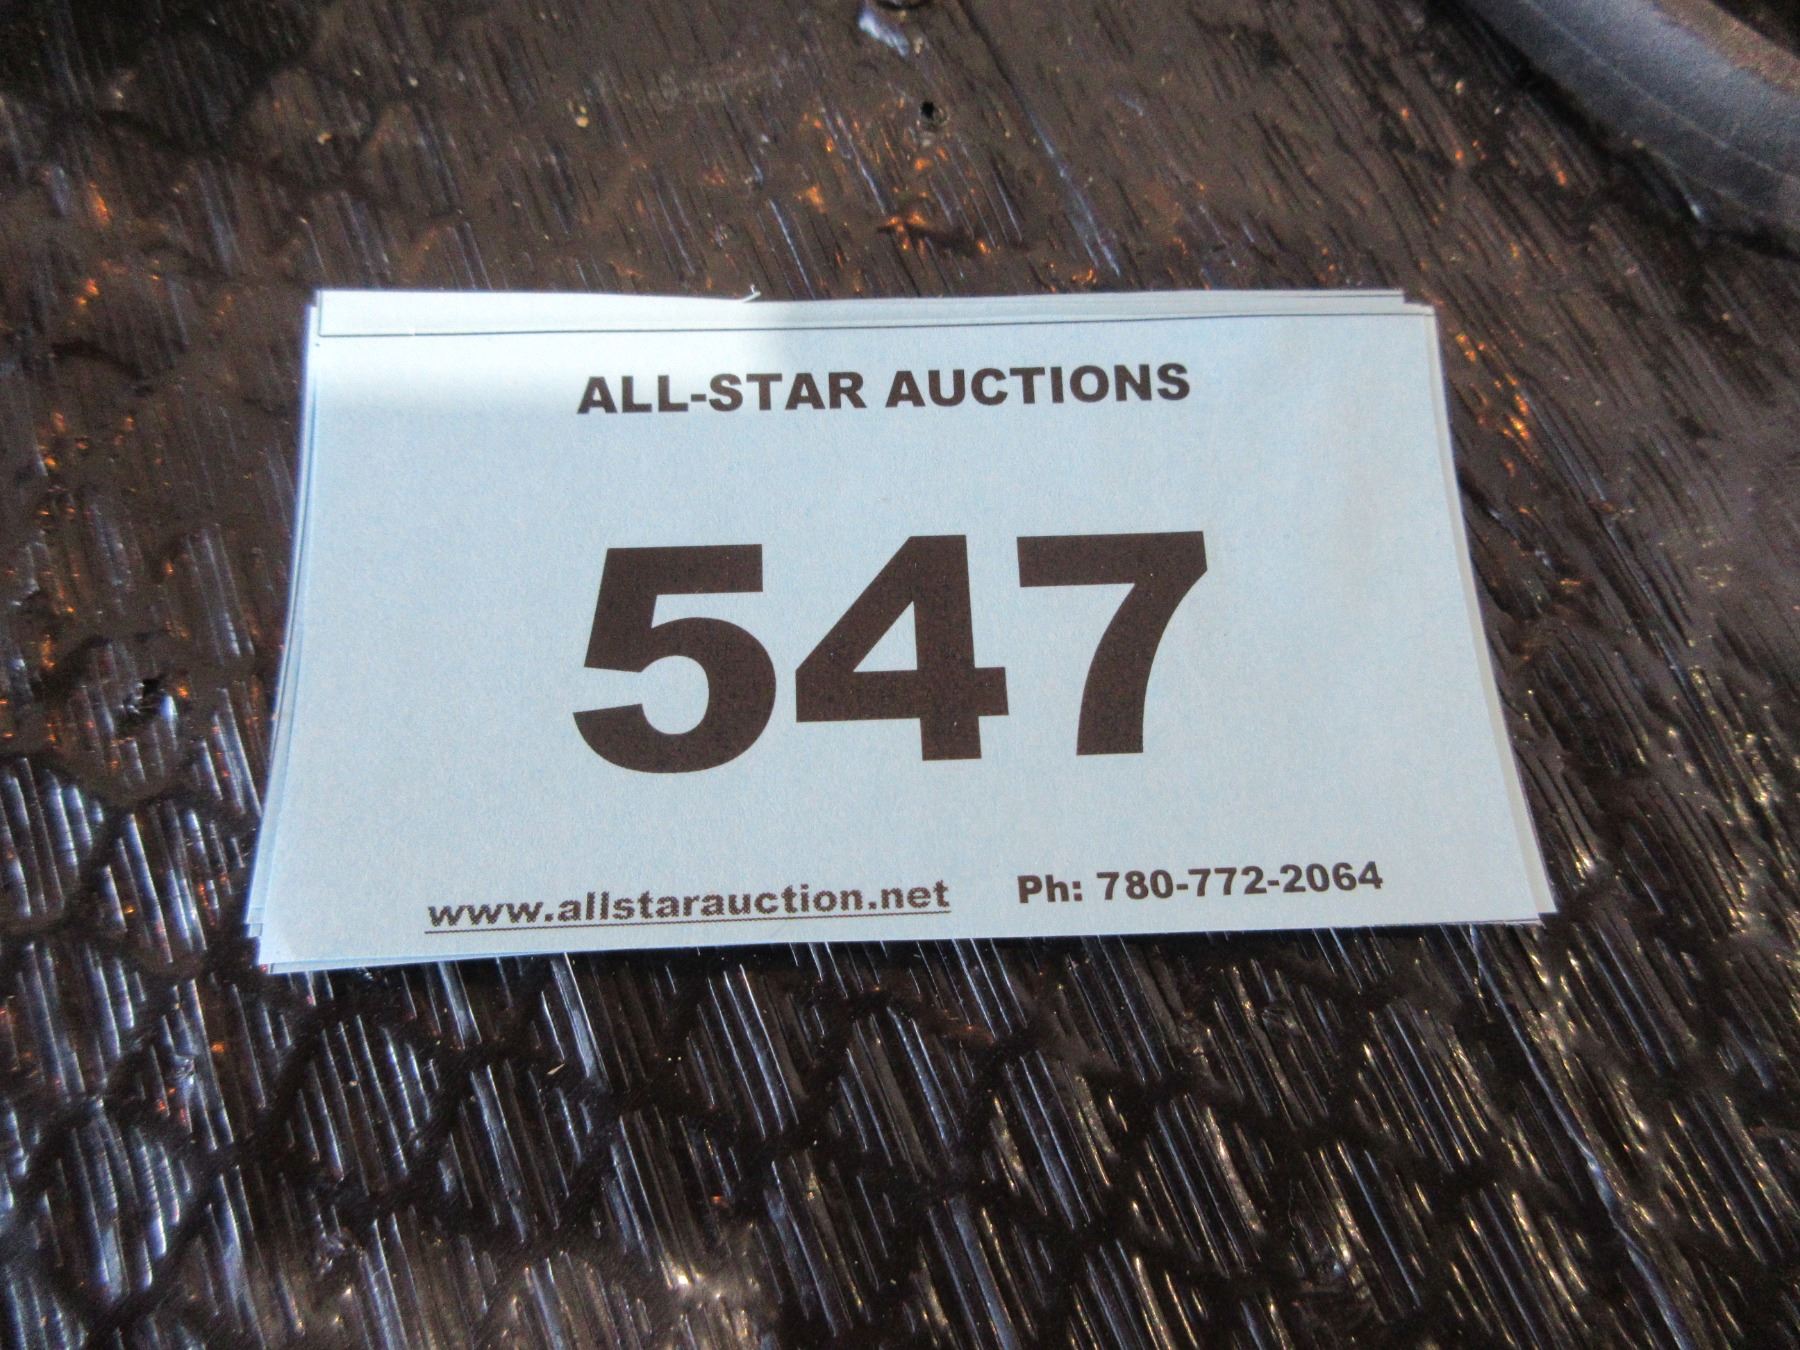 ALL-STAR AUCTIONS
547
www.allstarauction.net Ph: 780-772-2064